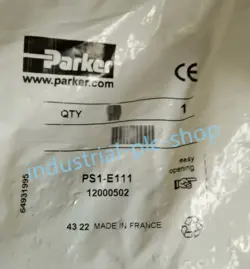 Parker
www.parker.com
CE
QTY 1
64931995
industrial-plc-shop
easy
opening
PS1-E111
12000502
43 22 MADE IN FRANCE